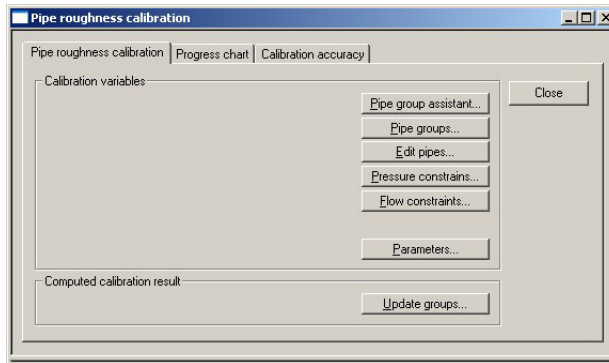 Pipe roughness calibration
Pipe roughness calibration Progress chart Calibration accuracy
Calibration variables
Pipe group assistant...
Close
Pipe groups...
Edit pipes...
Pressure constrains...
Flow constraints...
Parameters...
Computed calibration result
Update groups...